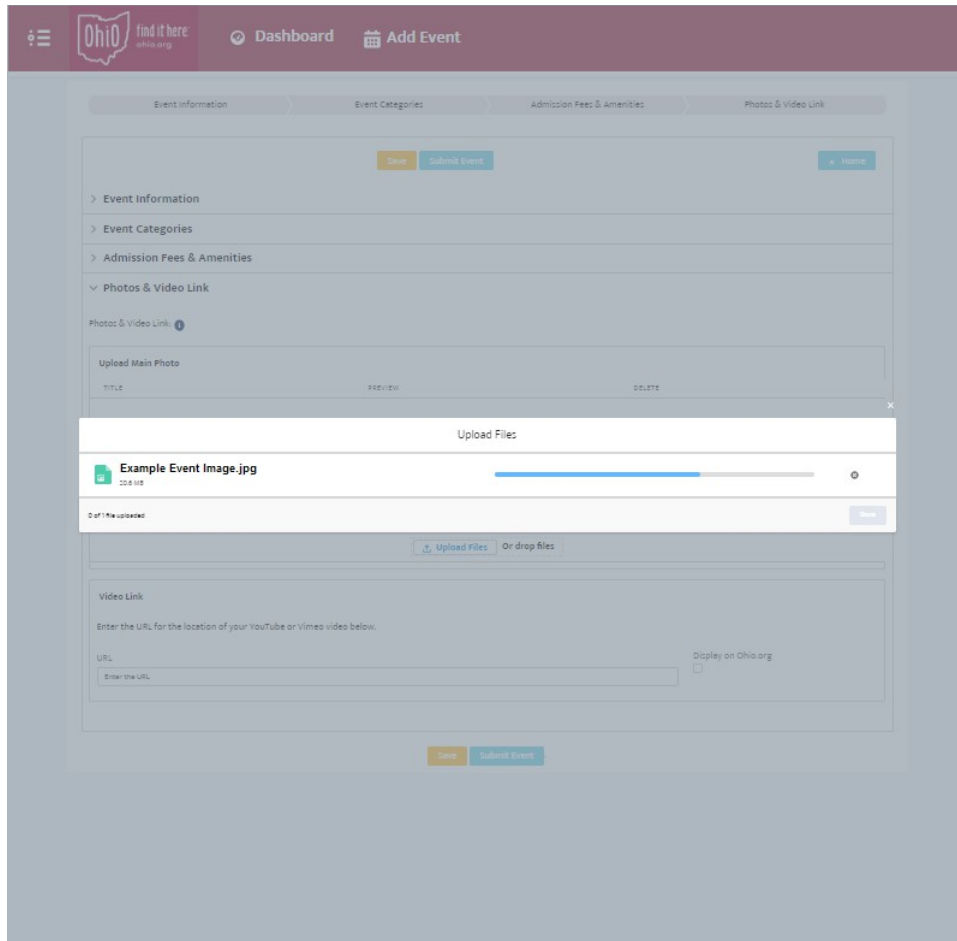 Ohio find it here. ohio.org Dashboard Add Event
Event Information Event Categories Admission Fees & Amenities Photos & Video Link
Save Submit Event Home
Event Information
Event Categories
Admission Fees & Amenities
Photos & Video Link
Photos & Video Link:
Upload Main Photo
TITLE PREVIEW DELETE
Upload Files
Example Event Image.jpg
20.6 MB
0 of 1 file uploaded Done
Upload Files Or drop files
Video Link
Enter the URL for the location of your YouTube or Vimeo video below.
URL Display on Ohio.org
Enter the URL
Save Submit Event